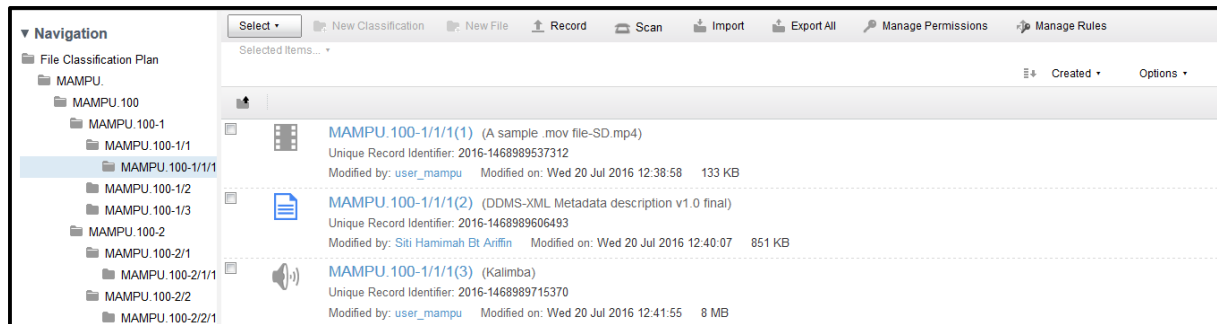 ▾ Navigation
File Classification Plan
MAMPU.
MAMPU.100
MAMPU.100-1
MAMPU.100-1/1
MAMPU.100-1/1/1
MAMPU.100-1/2
MAMPU.100-1/3
MAMPU.100-2
MAMPU.100-2/1
MAMPU.100-2/1/1
MAMPU.100-2/2
MAMPU.100-2/2/1
Select ▾ New Classification New File Record Scan Import Export All Manage Permissions Manage Rules
Selected Items... ▾
Created ▾ Options ▾
MAMPU.100-1/1/1(1) (A sample .mov file-SD.mp4)
Unique Record Identifier: 2016-1468989537312
Modified by: user_mampu Modified on: Wed 20 Jul 2016 12:38:58 133 KB
MAMPU.100-1/1/1(2) (DDMS-XML Metadata description v1.0 final)
Unique Record Identifier: 2016-1468989606493
Modified by: Siti Hamimah Bt Ariffin Modified on: Wed 20 Jul 2016 12:40:07 851 KB
MAMPU.100-1/1/1(3) (Kalimba)
Unique Record Identifier: 2016-1468989715370
Modified by: user_mampu Modified on: Wed 20 Jul 2016 12:41:55 8 MB